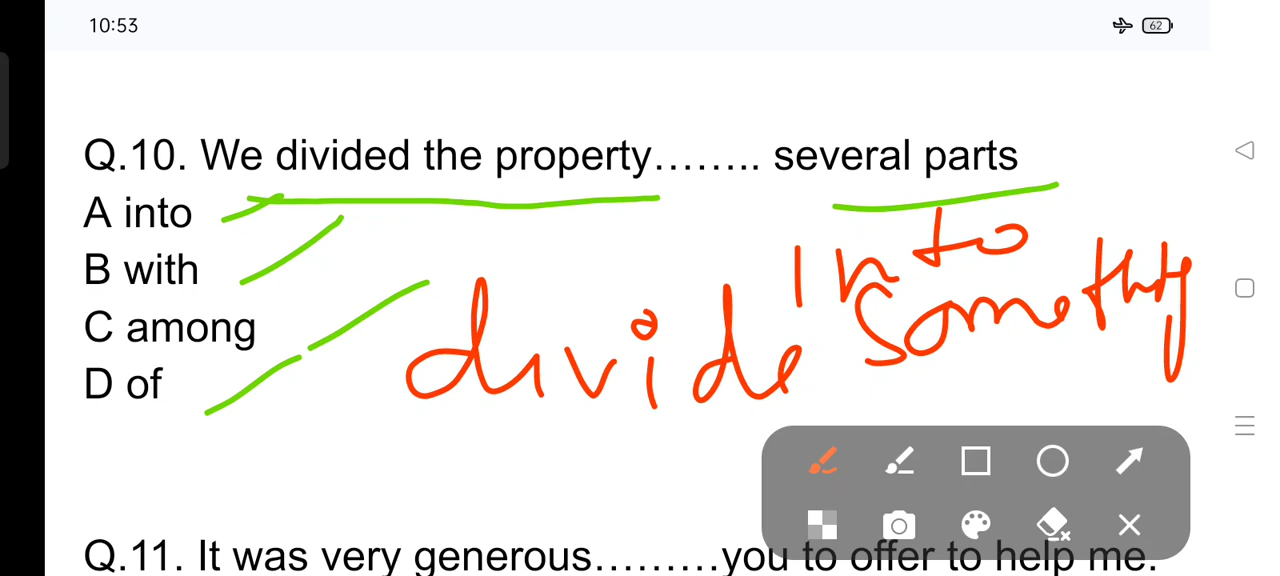 10:53
62
Q.10. We divided the property........ several parts
A into
B with
C among
D of
divide into
Q.11. It was very generous.........you to offer to help me.